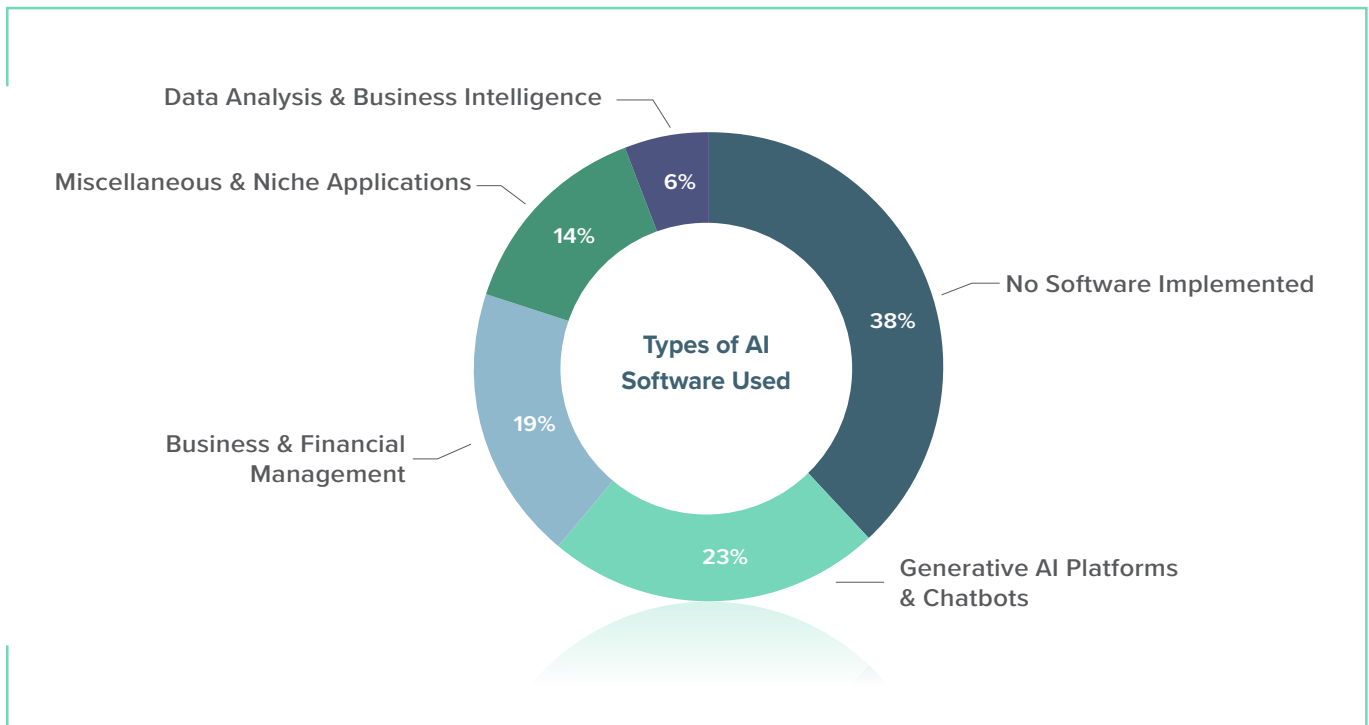 Data Analysis & Business Intelligence
6%
Miscellaneous & Niche Applications
14%
No Software Implemented
38%
Types of AI
Software Used
19%
Business & Financial
Management
23%
Generative AI Platforms
& Chatbots